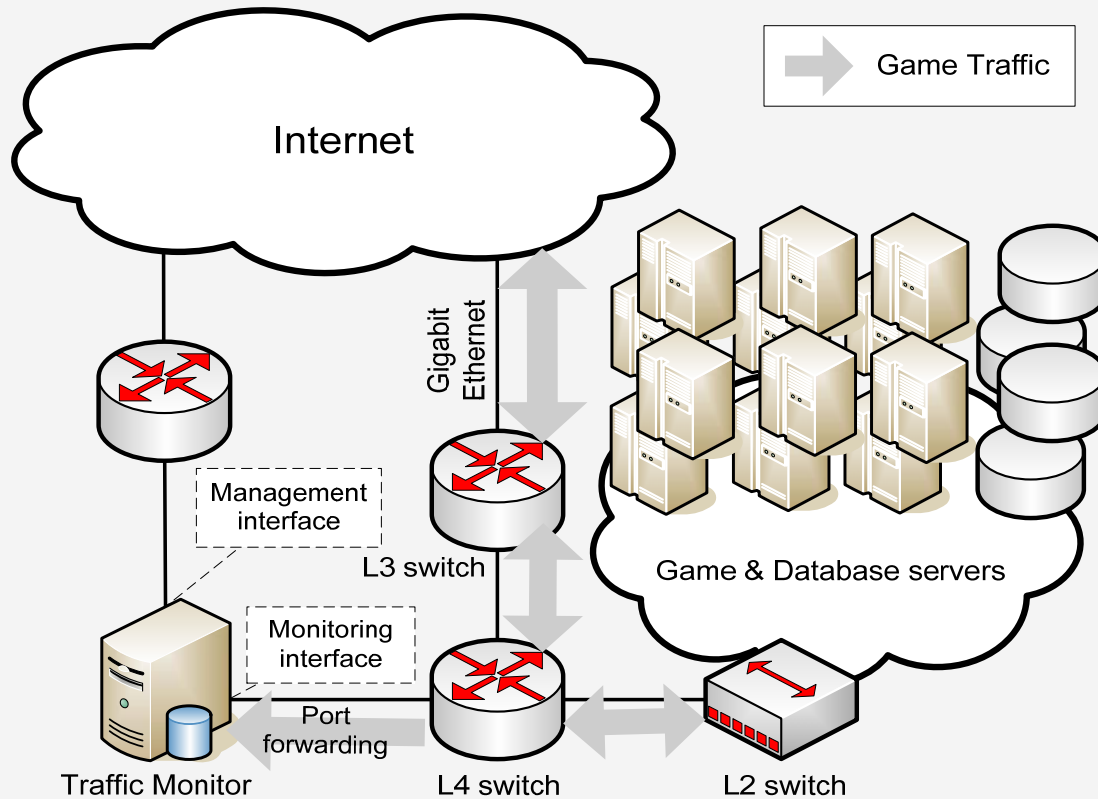 Game Traffic
Internet
Gigabit
Ethernet
Management
interface
L3 switch
Game & Database servers
Monitoring
interface
Port
forwarding
Traffic Monitor
L4 switch
L2 switch